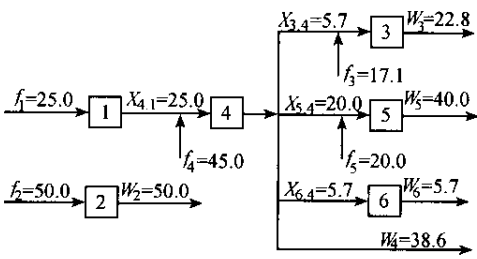 X3,4=5.7 3 W3=22.8
f3=17.1
f1=25.0 1 X4,1=25.0 4 X5,4=20.0 5 W5=40.0
f4=45.0 f5=20.0
f2=50.0 2 W2=50.0 X6,4=5.7 6 W6=5.7
W4=38.6